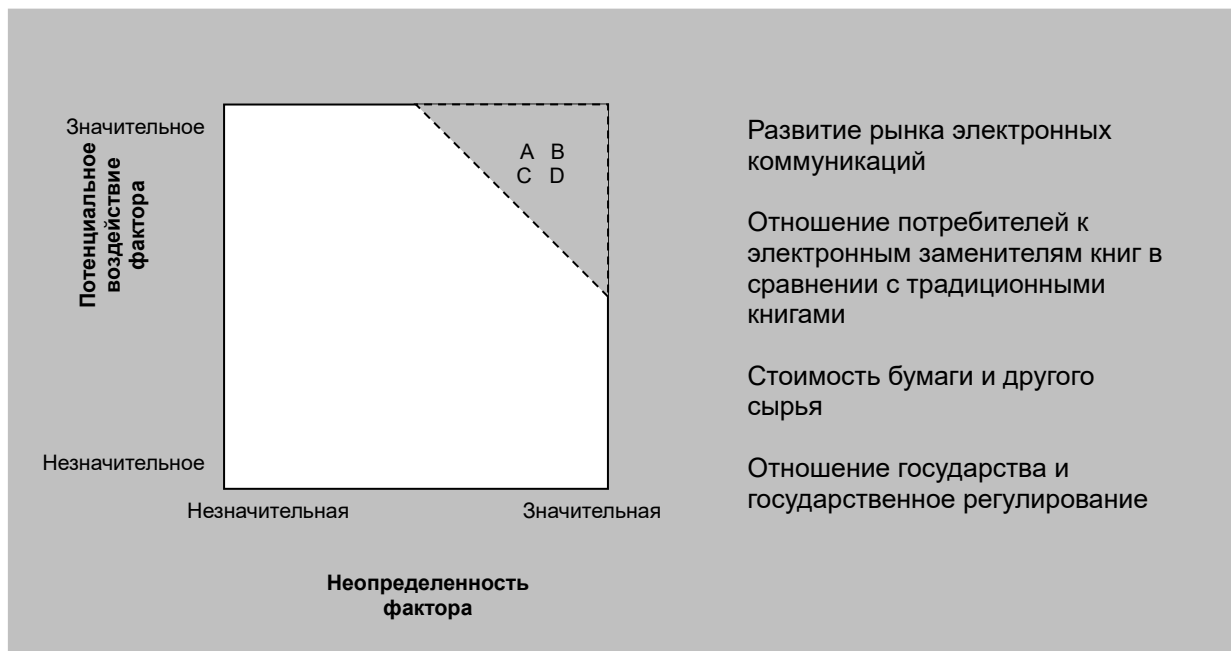 Значительное
Потенциальное
воздействие
фактора
A B
C D
Незначительное
Незначительная
Значительная
Неопределенность
фактора
Развитие рынка электронных
коммуникаций
Отношение потребителей к
электронным заменителям книг в
сравнении с традиционными
книгами
Стоимость бумаги и другого
сырья
Отношение государства и
государственное регулирование